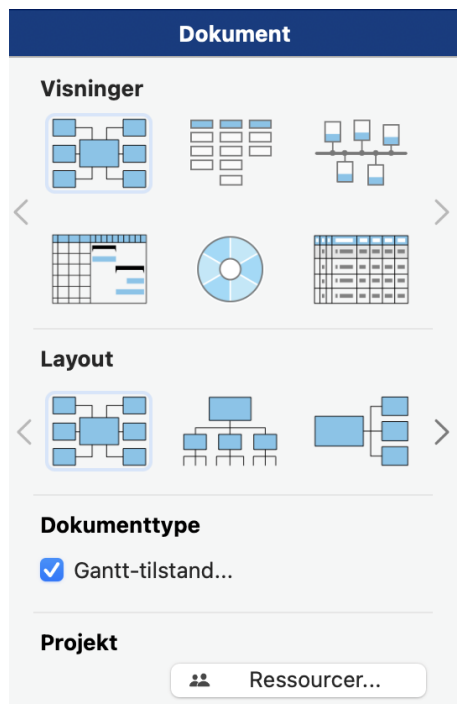 Dokument
Visninger
Layout
Dokumenttype
Gantt-tilstand...
Projekt
Ressourcer...